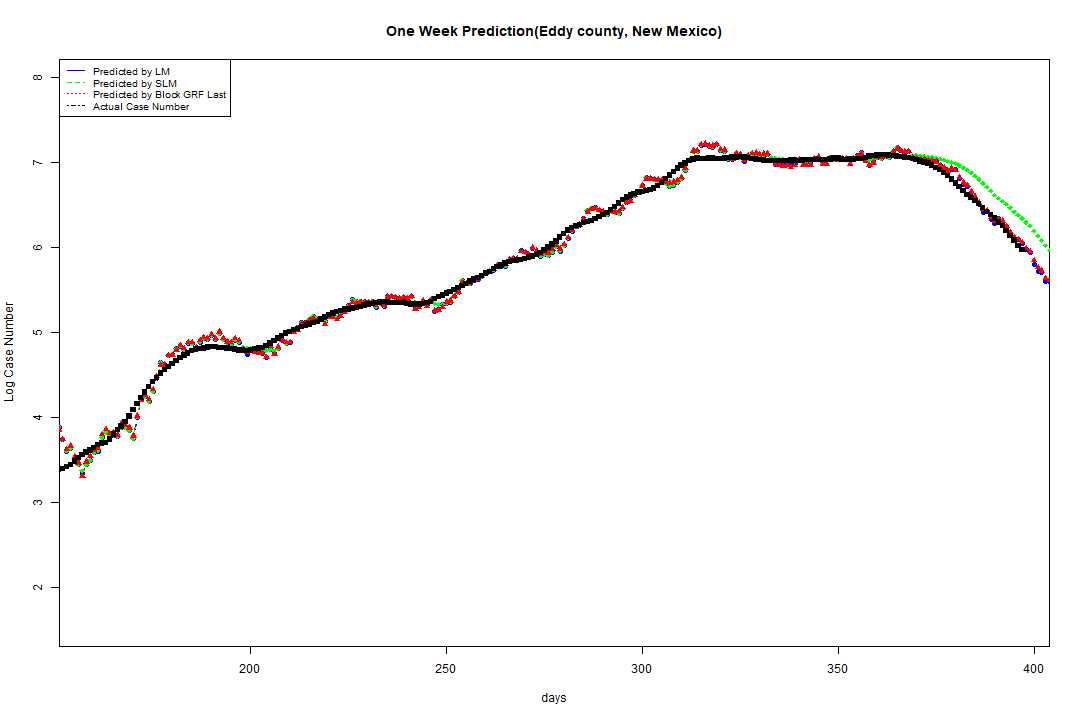 One Week Prediction(Eddy county, New Mexico)
Predicted by LM
Predicted by SLM
Predicted by Block GRF Last
Actual Case Number
8
7
6
5
4
3
2
Log Case Number
200 250 300 350 400
days